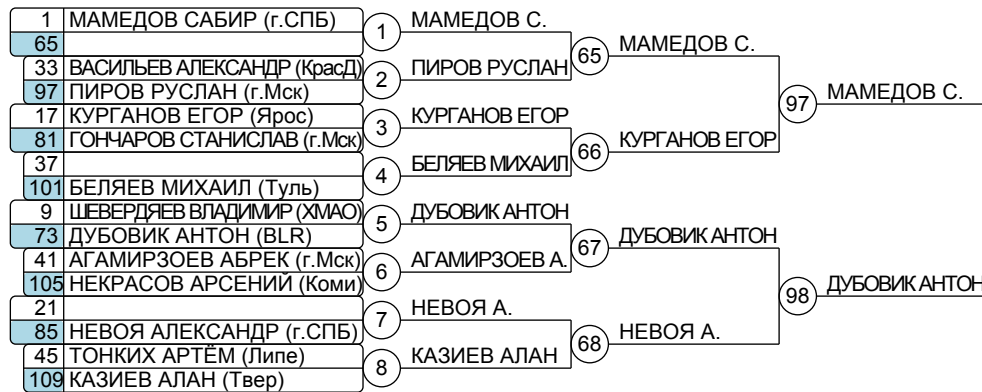 1 МАМЕДОВ САБИР (г.СПБ)
65
1
МАМЕДОВ С.
33 ВАСИЛЬЕВ АЛЕКСАНДР (КрасД)
97 ПИРОВ РУСЛАН (г.Мск)
2
ПИРОВ РУСЛАН
65
МАМЕДОВ С.
17 КУРГАНОВ ЕГОР (Ярос)
81 ГОНЧАРОВ СТАНИСЛАВ (г.Мск)
3
КУРГАНОВ ЕГОР
37
101 БЕЛЯЕВ МИХАИЛ (Туль)
4
БЕЛЯЕВ МИХАИЛ
66
КУРГАНОВ ЕГОР
97
МАМЕДОВ С.
9 ШЕВЕРДЯЕВ ВЛАДИМИР (ХМАО)
73 ДУБОВИК АНТОН (BLR)
5
ДУБОВИК АНТОН
41 АГАМИРЗОЕВ АБРЕК (г.Мск)
105 НЕКРАСОВ АРСЕНИЙ (Коми)
6
АГАМИРЗОЕВ А.
67
ДУБОВИК АНТОН
21
85 НЕВОЯ АЛЕКСАНДР (г.СПБ)
7
НЕВОЯ А.
45 ТОНКИХ АРТЁМ (Липе)
109 КАЗИЕВ АЛАН (Твер)
8
КАЗИЕВ АЛАН
68
НЕВОЯ А.
98
ДУБОВИК АНТОН